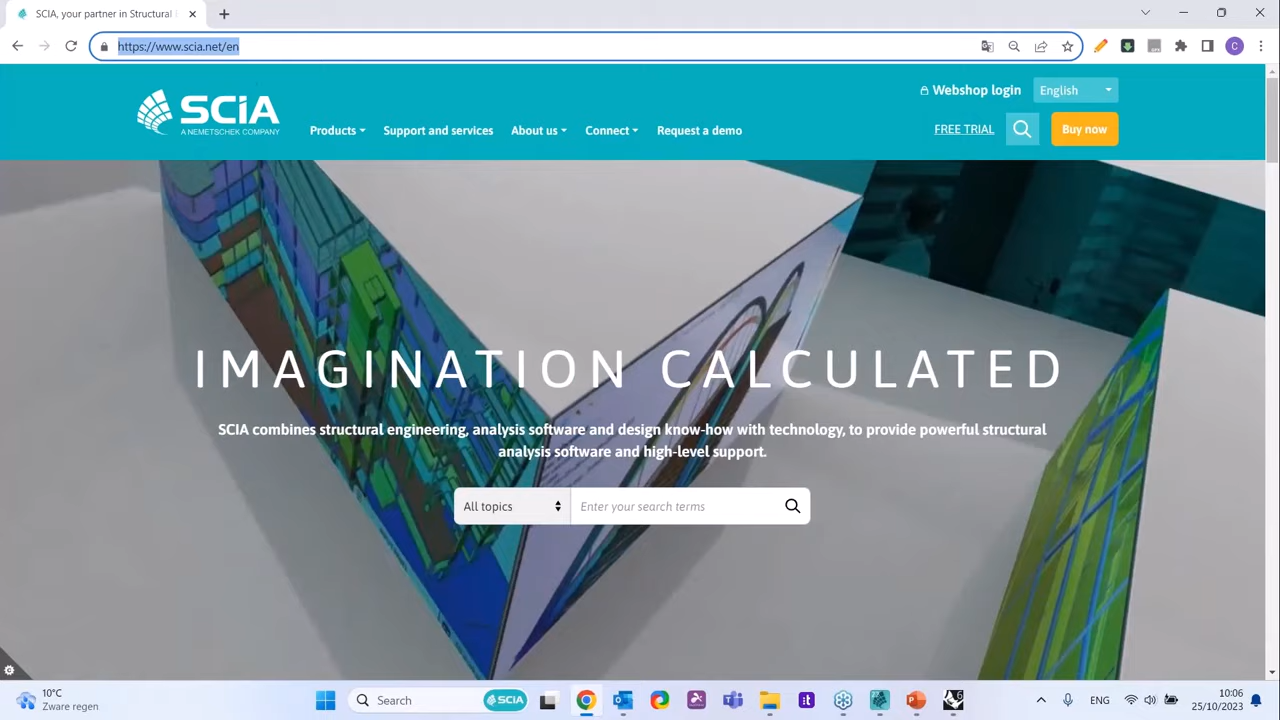 SCIA, your partner in Structural
https://www.scia.net/en
C
SCIA
A NEMETSCHEK COMPANY
Webshop login
English
Products
Support and services
About us
Connect
Request a demo
FREE TRIAL
Buy now
IMAGINATION CALCULATED
SCIA combines structural engineering, analysis software and design know-how with technology, to provide powerful structural
analysis software and high-level support.
All topics
Enter your search terms
10°C
Zware regen
Search
SCIA
ENG
10:06
25/10/2023